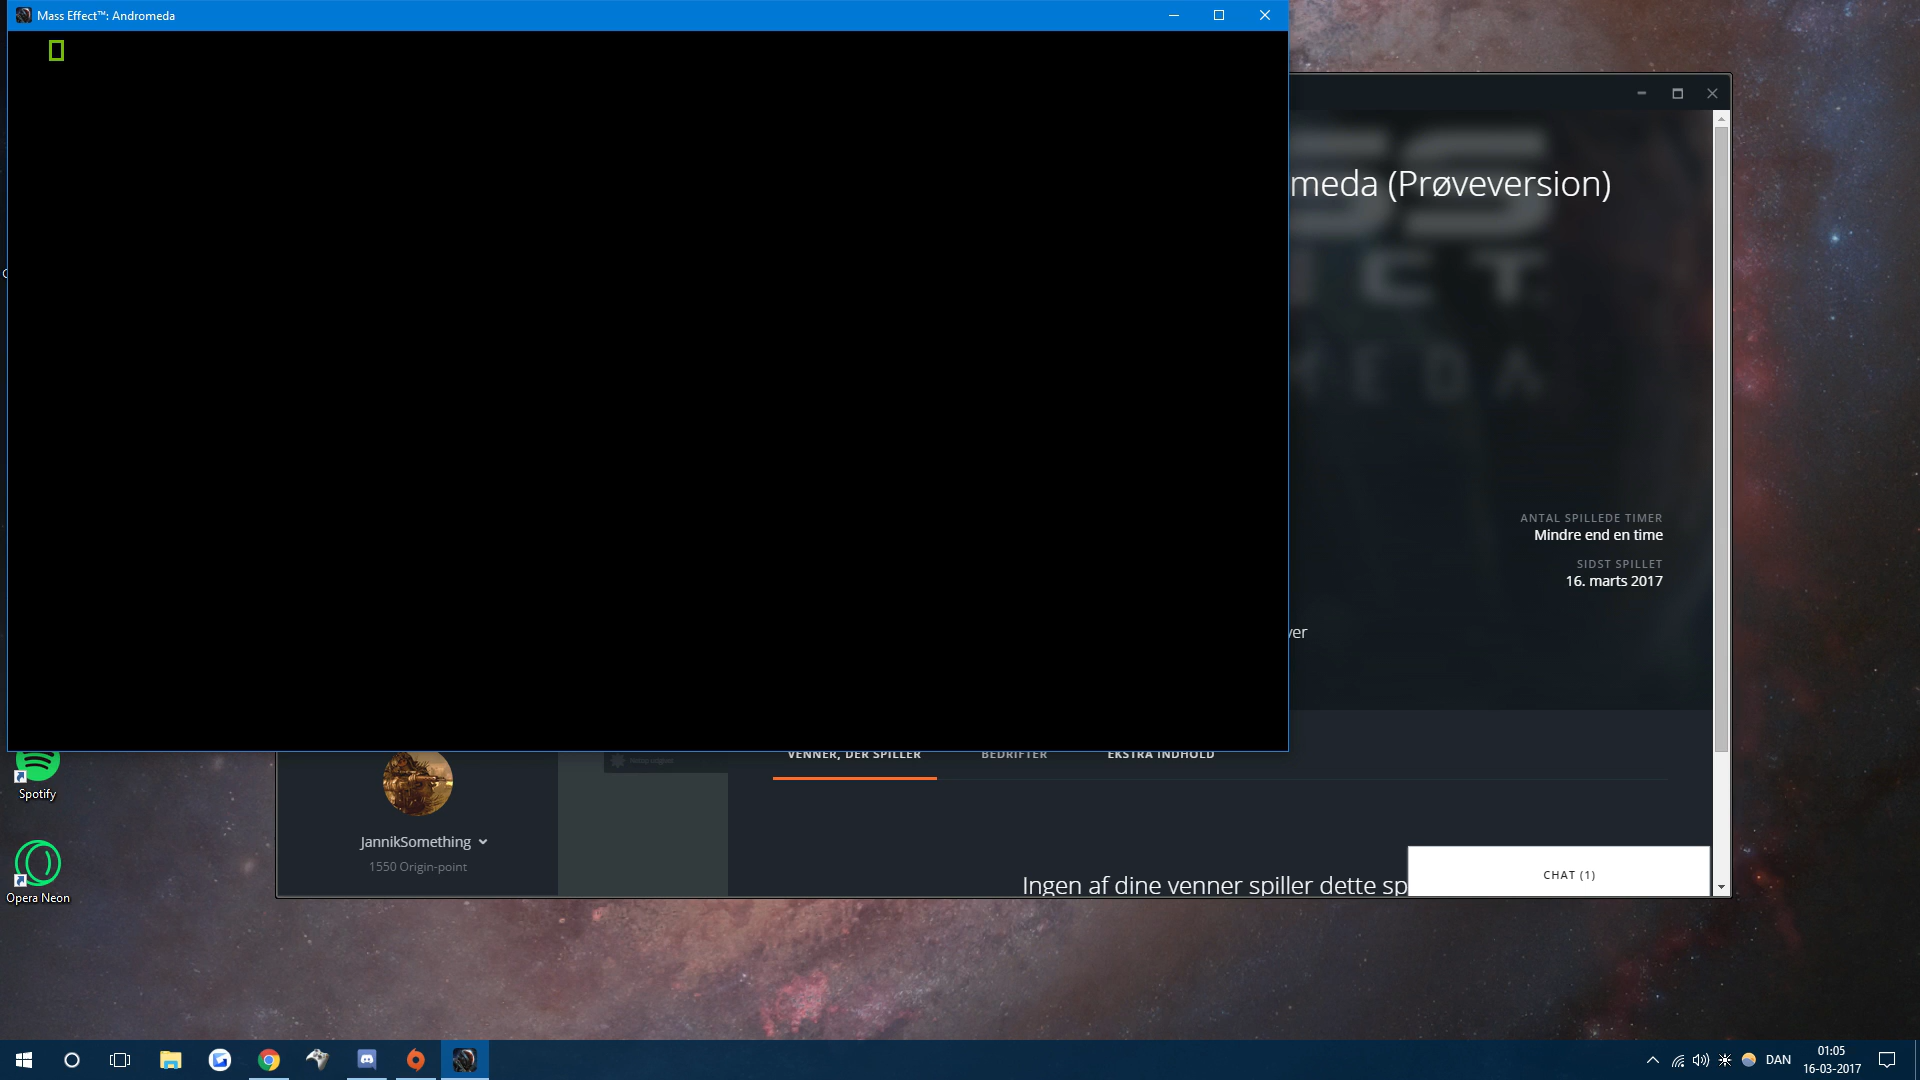 Mass Effect™: Andromeda
meda (Prøveversion)
ANTAL SPILLEDE TIMER
Mindre end en time
SIDST SPILLET
16. marts 2017
ver
VENNER, DER SPILLER
BEDRIFTER
EKSTRA INDHOLD
JannikSomething
1550 Origin-point
Ingen af dine venner spiller dette sp
CHAT (1)
Spotify
Opera Neon
DAN
01:05
16-03-2017